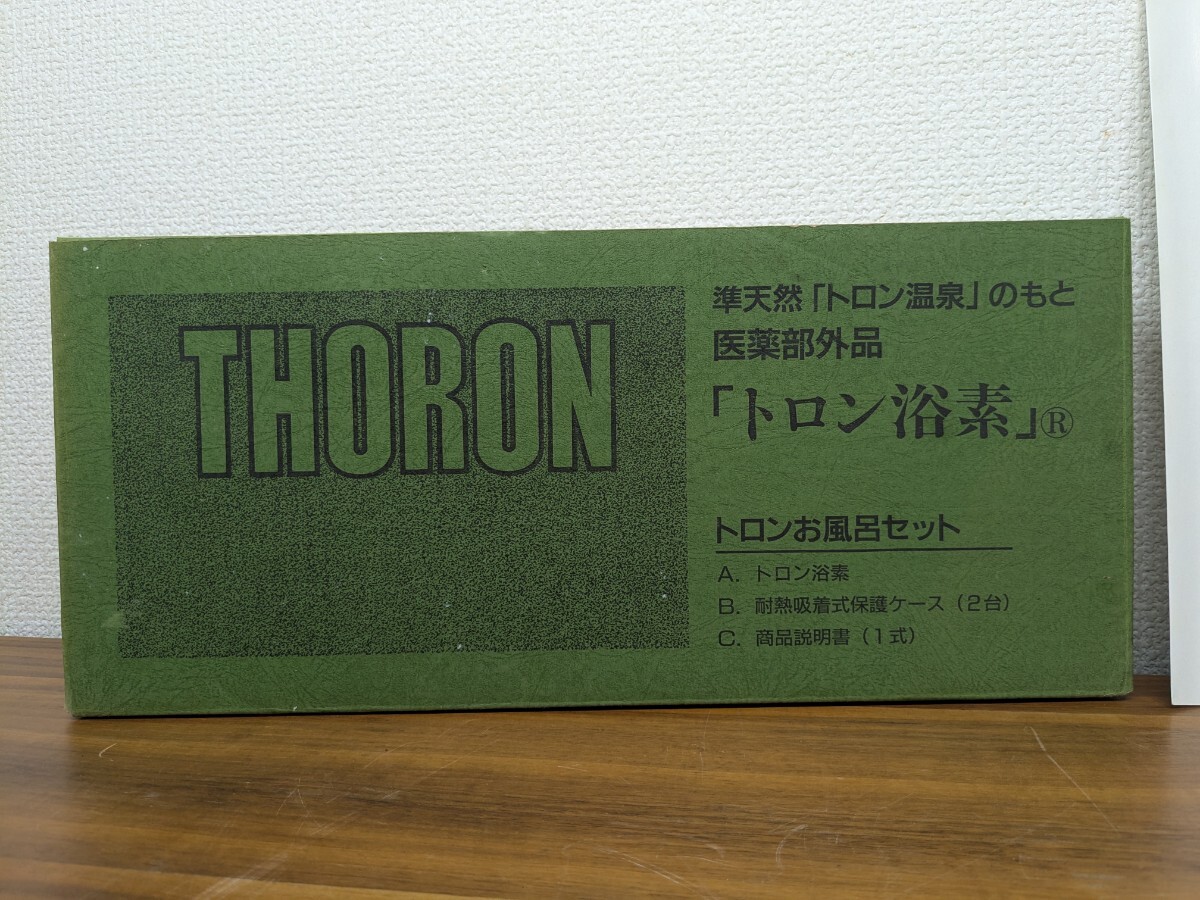 THORON
準天然「トロン温泉」のもと
医薬部外品
「トロン浴素」®
トロンお風呂セット
A. トロン浴素
B. 耐熱吸着式保護ケース(2台)
C. 商品説明書(1式)